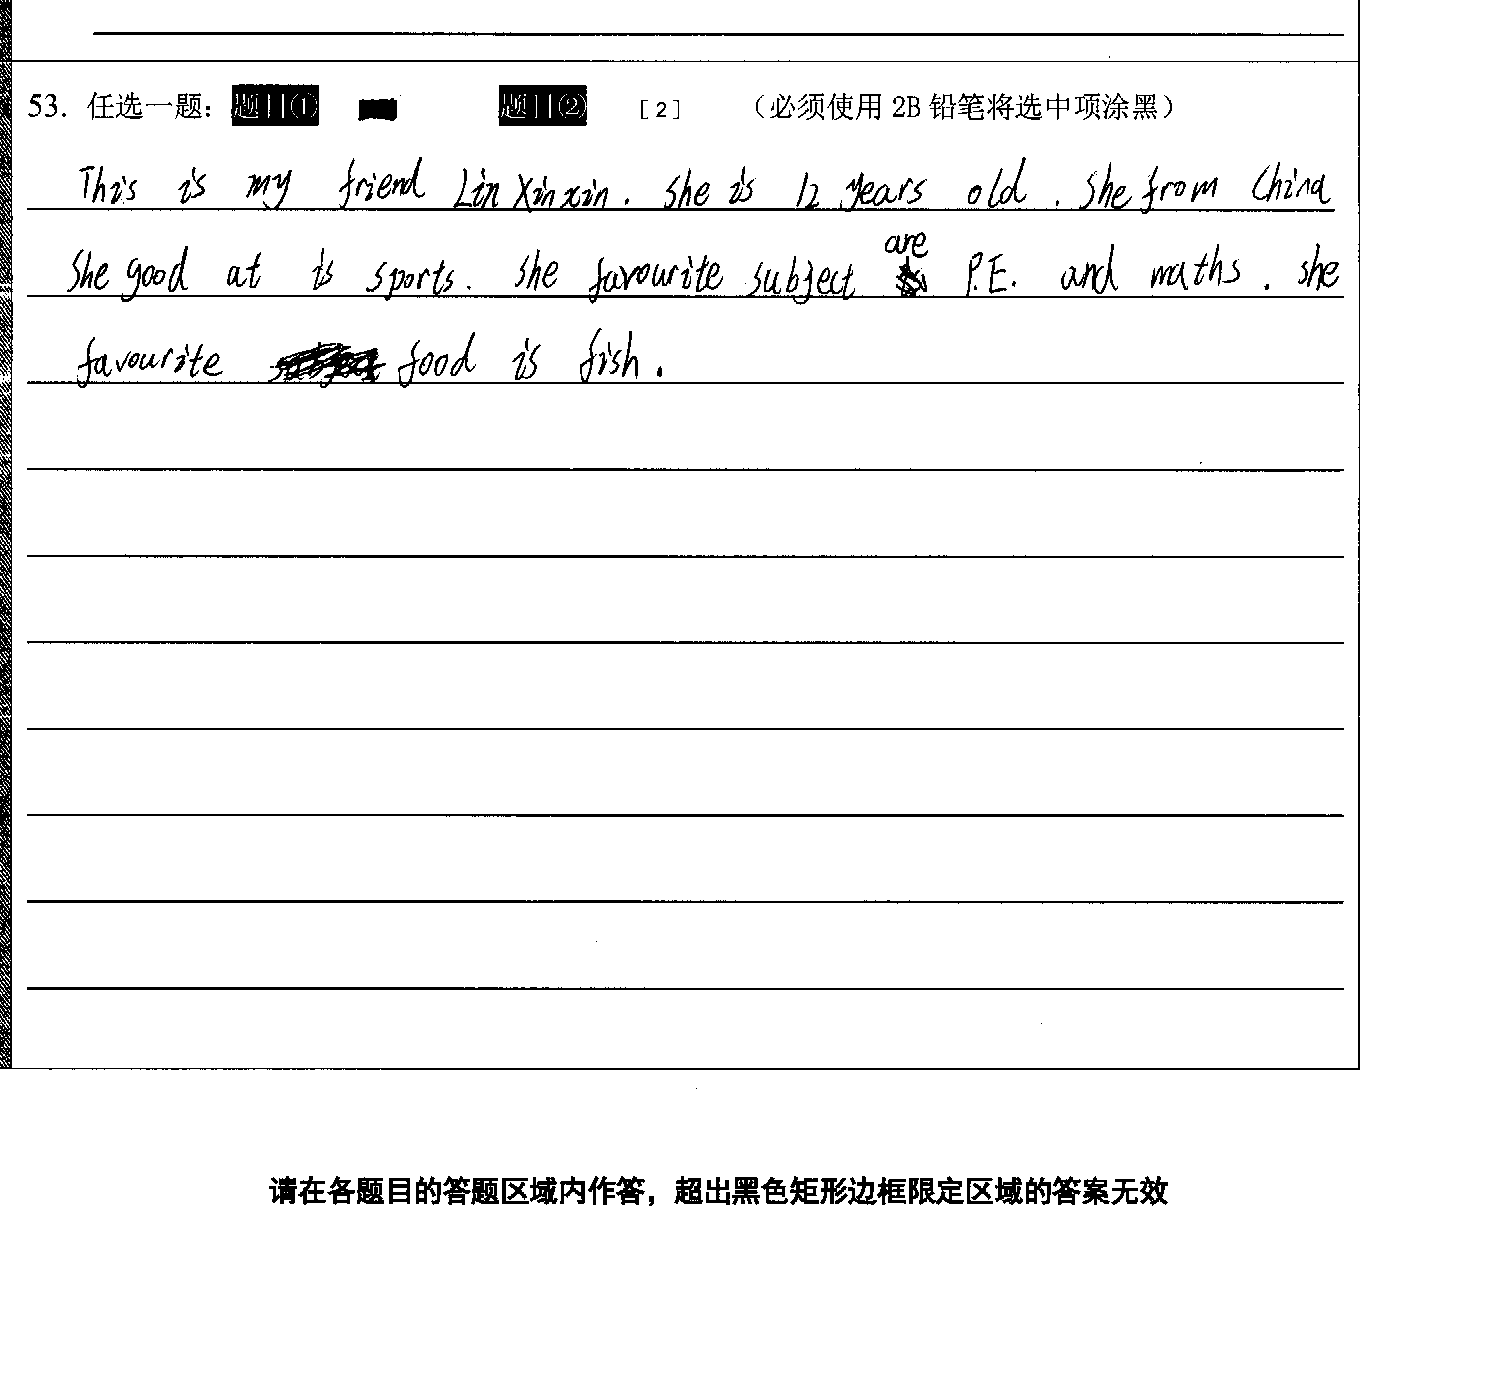 53. 任选一题： 题目① 题目② [2] （必须使用 2B 铅笔将选中项涂黑）
This is my friend Lin Xinxin. She is 12 years old. She from China
She good at is sports. She favourite subject are P.E. and maths. she
favourite food is fish.
请在各题目的答题区域内作答，超出黑色矩形边框限定区域的答案无效